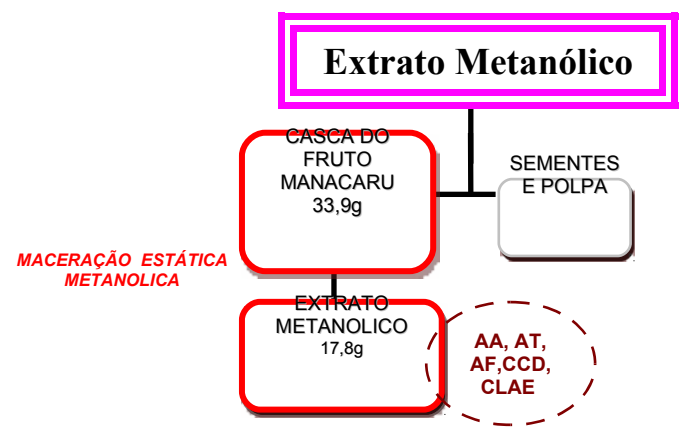 Extrato Metanólico
CASCA DO
FRUTO
MANACARU
33,9g
SEMENTES
E POLPA
MACERAÇÃO ESTÁTICA
METANOLICA
EXTRATO
METANOLICO
17,8g
AA, AT,
AF,CCD,
CLAE